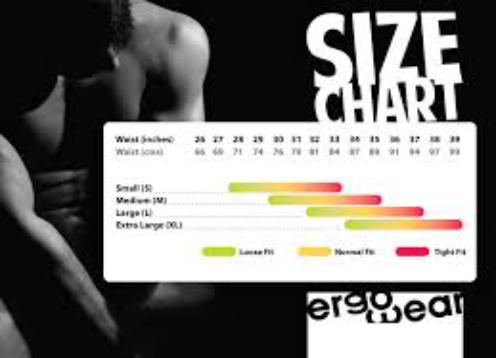 SIZE
CHART
Waist (inches) 26 27 28 29 30 31 32 33 34 35 36 37 38 39
Waist (cms) 66 69 71 74 76 79 81 84 87 89 91 94 97 99
Small (S)
Medium (M)
Large (L)
Extra Large (XL)
Loose Fit Normal Fit Tight Fit
ergowear